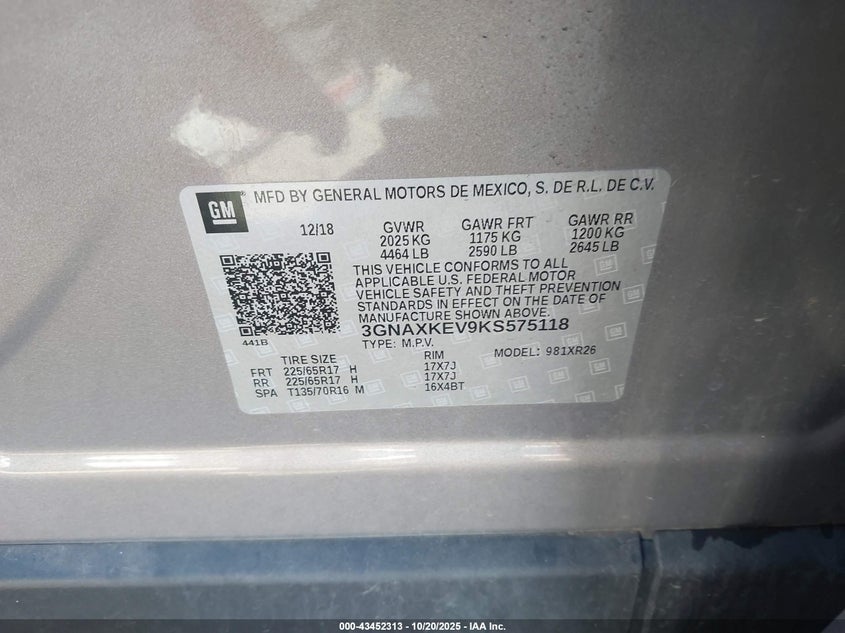 GM
MFD BY GENERAL MOTORS DE MEXICO, S. DE R.L. DE C.V.
12/18 GVWR GAWR FRT GAWR RR
2025 KG 1175 KG 1200 KG
4464 LB 2590 LB 2645 LB
THIS VEHICLE CONFORMS TO ALL
APPLICABLE U.S. FEDERAL MOTOR
VEHICLE SAFETY AND THEFT PREVENTION
STANDARDS IN EFFECT ON THE DATE OF
MANUFACTURE SHOWN ABOVE.
3GNAXKEV9KS575118
441B
TYPE: M.P.V. MODEL: 981XR26
TIRE SIZE RIM
FRT 225/65R17 H 17X7J
RR 225/65R17 H 17X7J
SPA T135/70R16 M 16X4BT
000-43452313 | 10/20/2025 | IAA Inc.